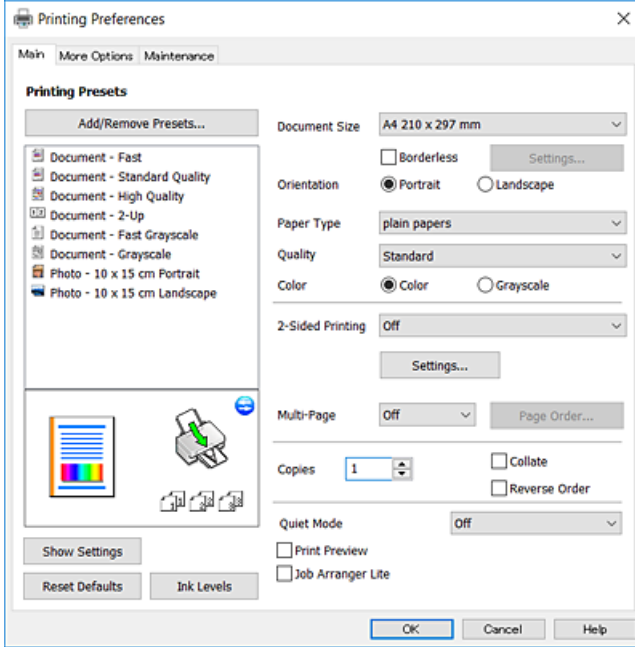 Printing Preferences
Main More Options Maintenance
Printing Presets
Add/Remove Presets...
Document - Fast
Document - Standard Quality
Document - High Quality
Document - 2-Up
Document - Fast Grayscale
Document - Grayscale
Photo - 10 x 15 cm Portrait
Photo - 10 x 15 cm Landscape
Show Settings
Reset Defaults Ink Levels
Document Size A4 210 x 297 mm
Borderless Settings...
Orientation Portrait Landscape
Paper Type plain papers
Quality Standard
Color Color Grayscale
2-Sided Printing Off
Settings...
Multi-Page Off Page Order...
Copies 1 Collate
Reverse Order
Quiet Mode Off
Print Preview
Job Arranger Lite
OK Cancel Help